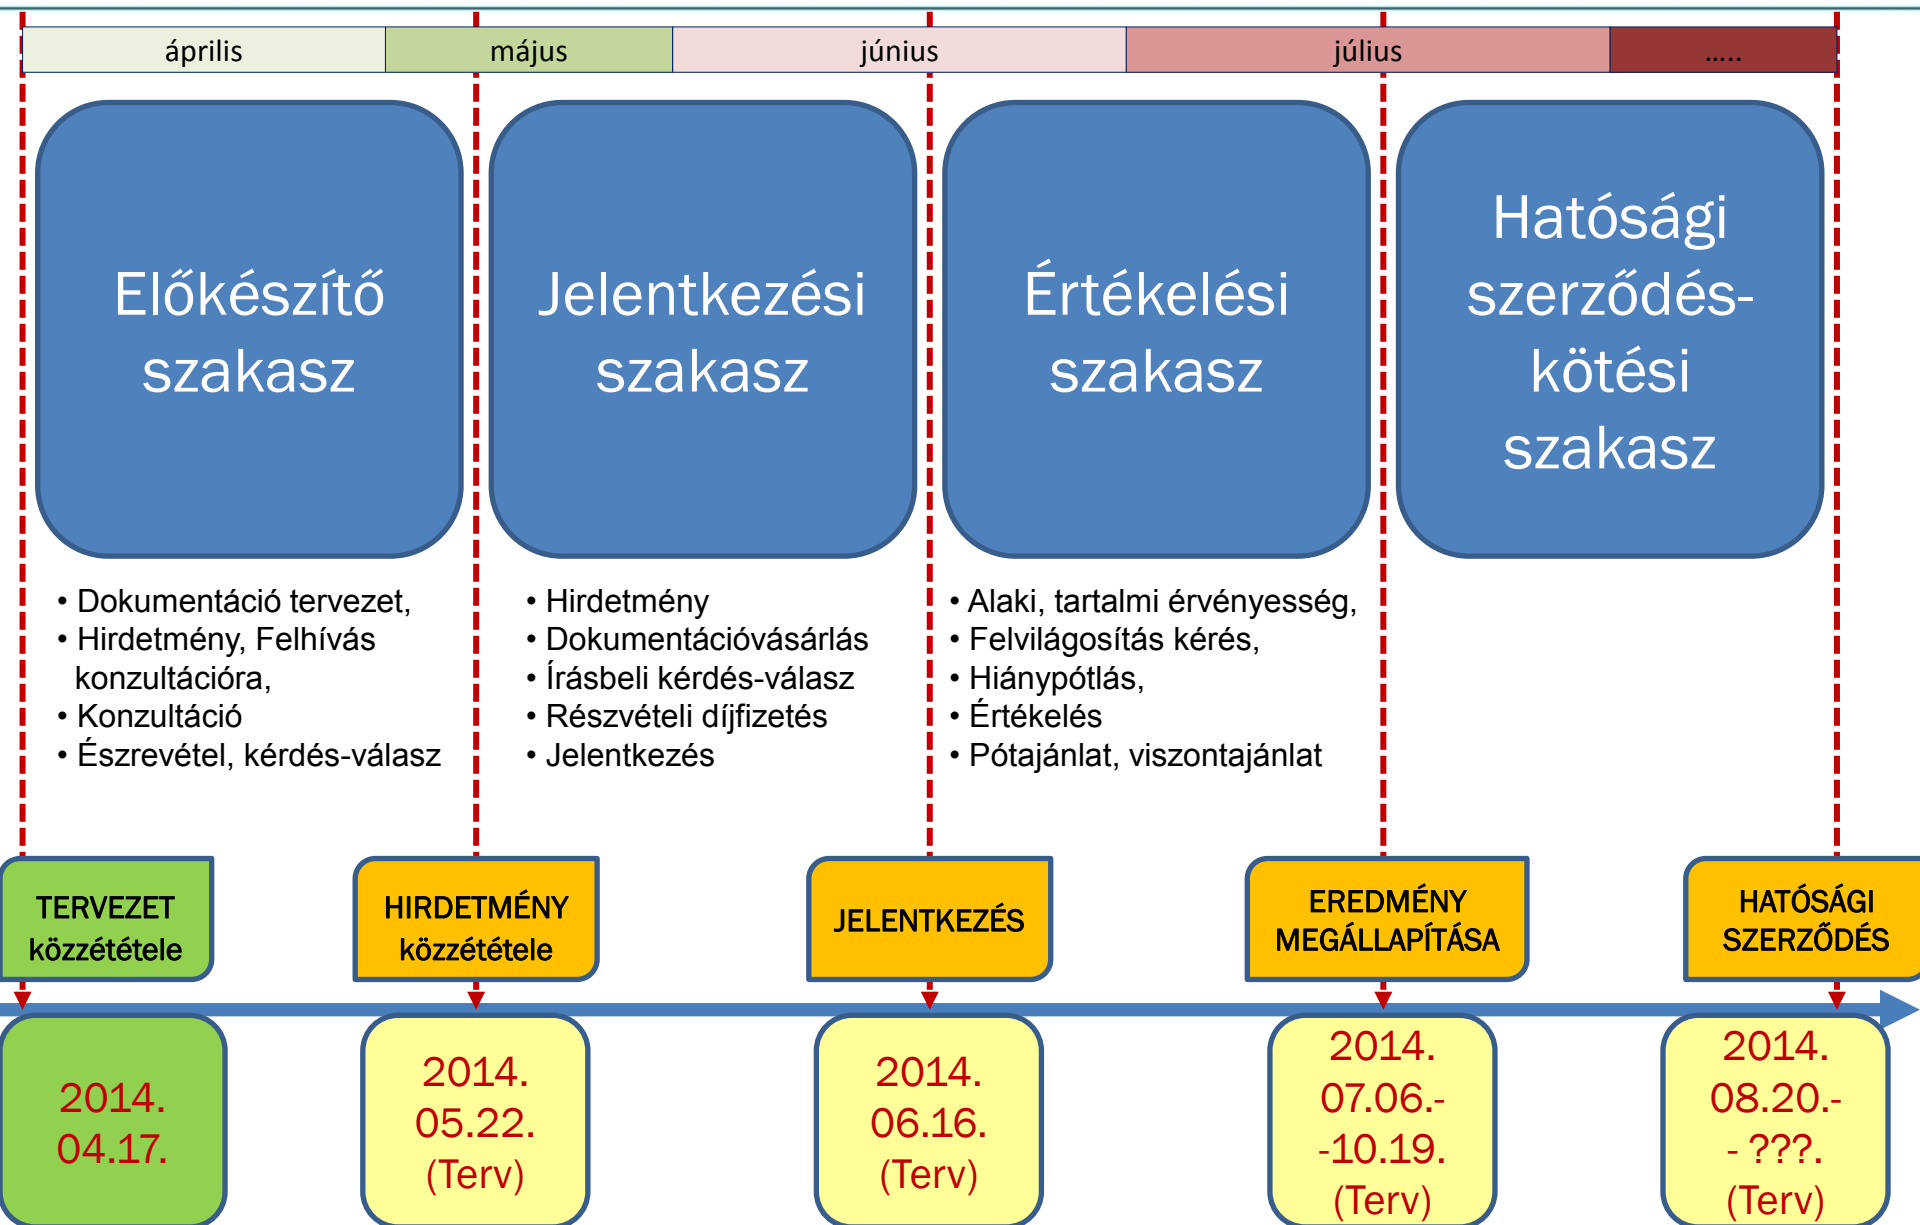 április
május
június
július
.....
Előkészítő
szakasz
Jelentkezési
szakasz
Értékelési
szakasz
Hatósági
szerződés-
kötési
szakasz
• Dokumentáció tervezet,
• Hirdetmény, Felhívás
konzultációra,
• Konzultáció
• Észrevétel, kérdés-válasz
• Hirdetmény
• Dokumentációvásárlás
• Írásbeli kérdés-válasz
• Részvételi díjfizetés
• Jelentkezés
• Alaki, tartalmi érvényesség,
• Felvilágosítás kérés,
• Hiánypótlás,
• Értékelés
• Pótajánlat, viszontajánlat
TERVEZET
közzététele
HIRDETMÉNY
közzététele
JELENTKEZÉS
EREDMÉNY
MEGÁLLAPÍTÁSA
HATÓSÁGI
SZERZŐDÉS
2014.
04.17.
2014.
05.22.
(Terv)
2014.
06.16.
(Terv)
2014.
07.06.-
-10.19.
(Terv)
2014.
08.20.-
- ???.
(Terv)